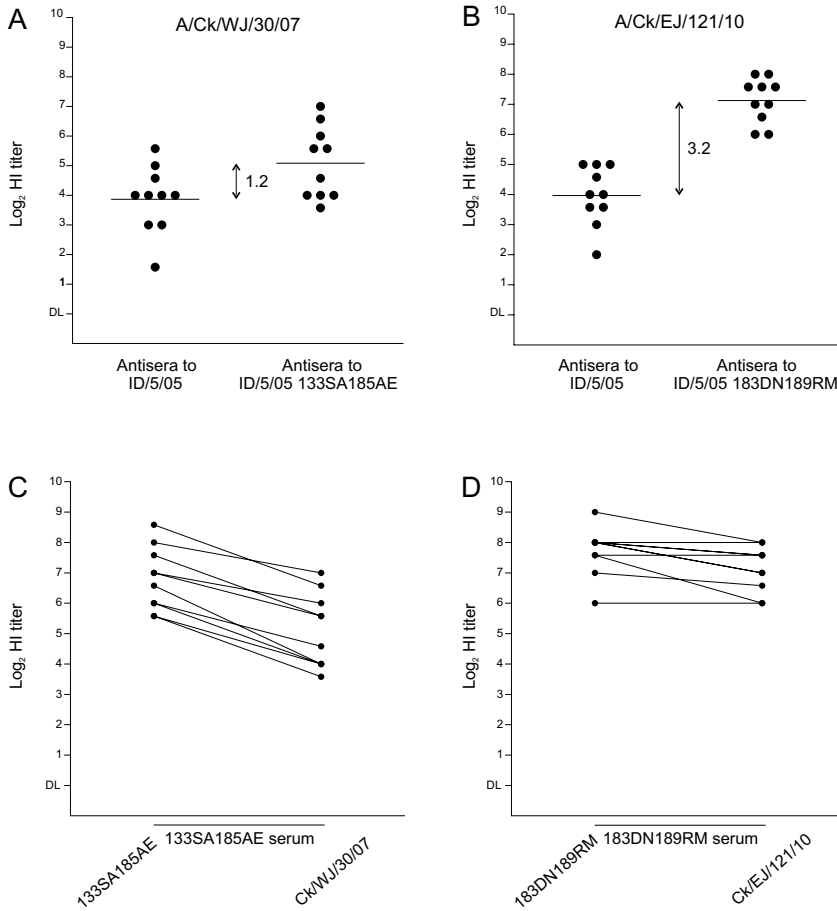 A
A/Ck/WJ/30/07
10
9
8
7
6
5
4
3
2
1
DL
Log₂ HI titer
1.2
Antisera to
ID/5/05
Antisera to
ID/5/05 133SA185AE
B
A/Ck/EJ/121/10
10
9
8
7
6
5
4
3
2
1
DL
Log₂ HI titer
3.2
Antisera to
ID/5/05
Antisera to
ID/5/05 183DN189RM
C
10
9
8
7
6
5
4
3
2
1
DL
Log₂ HI titer
133SA185AE serum
133SA185AE
Ck/WJ/30/07
D
10
9
8
7
6
5
4
3
2
1
DL
Log₂ HI titer
183DN189RM serum
183DN189RM
Ck/EJ/121/10